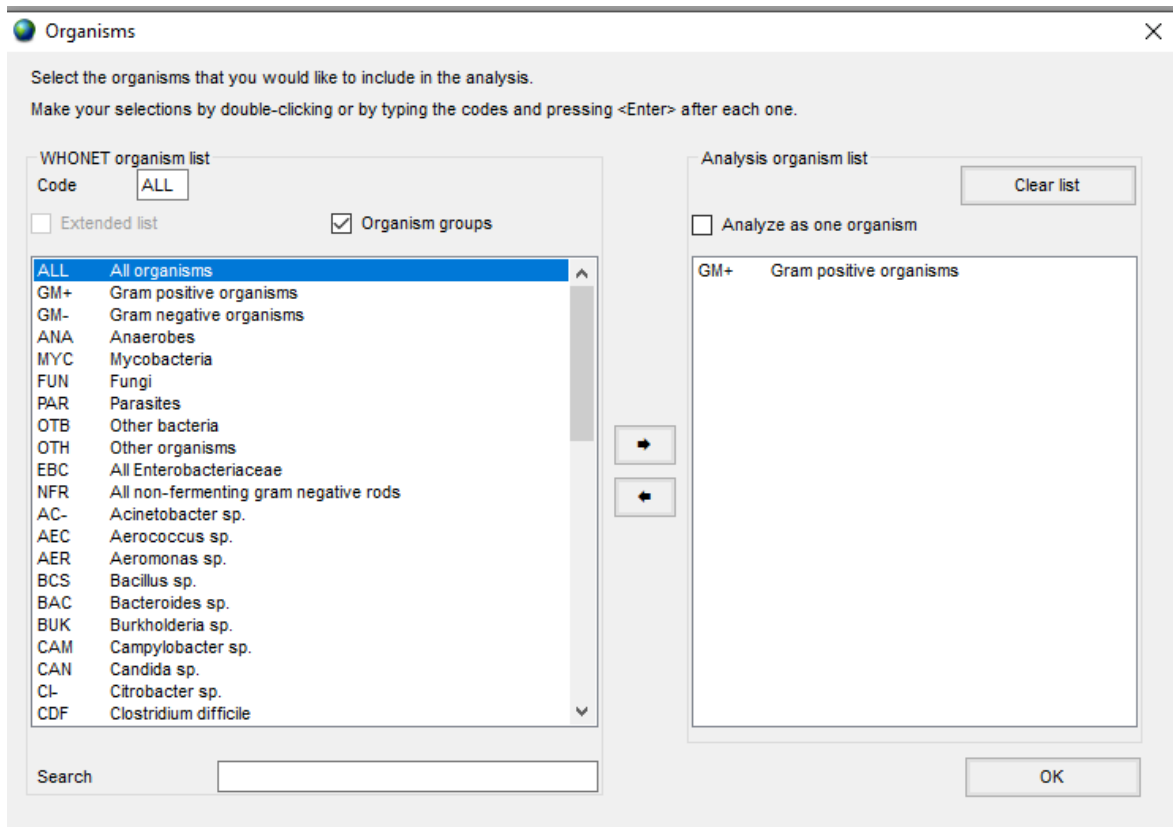 Organisms
Select the organisms that you would like to include in the analysis.
Make your selections by double-clicking or by typing the codes and pressing <Enter> after each one.
WHONET organism list
Code ALL
Extended list Organism groups
ALL All organisms
GM+ Gram positive organisms
GM- Gram negative organisms
ANA Anaerobes
MYC Mycobacteria
FUN Fungi
PAR Parasites
OTB Other bacteria
OTH Other organisms
EBC All Enterobacteriaceae
NFR All non-fermenting gram negative rods
AC- Acinetobacter sp.
AEC Aerococcus sp.
AER Aeromonas sp.
BCS Bacillus sp.
BAC Bacteroides sp.
BUK Burkholderia sp.
CAM Campylobacter sp.
CAN Candida sp.
CI- Citrobacter sp.
CDF Clostridium difficile
Search
Analysis organism list
Clear list
Analyze as one organism
GM+ Gram positive organisms
OK